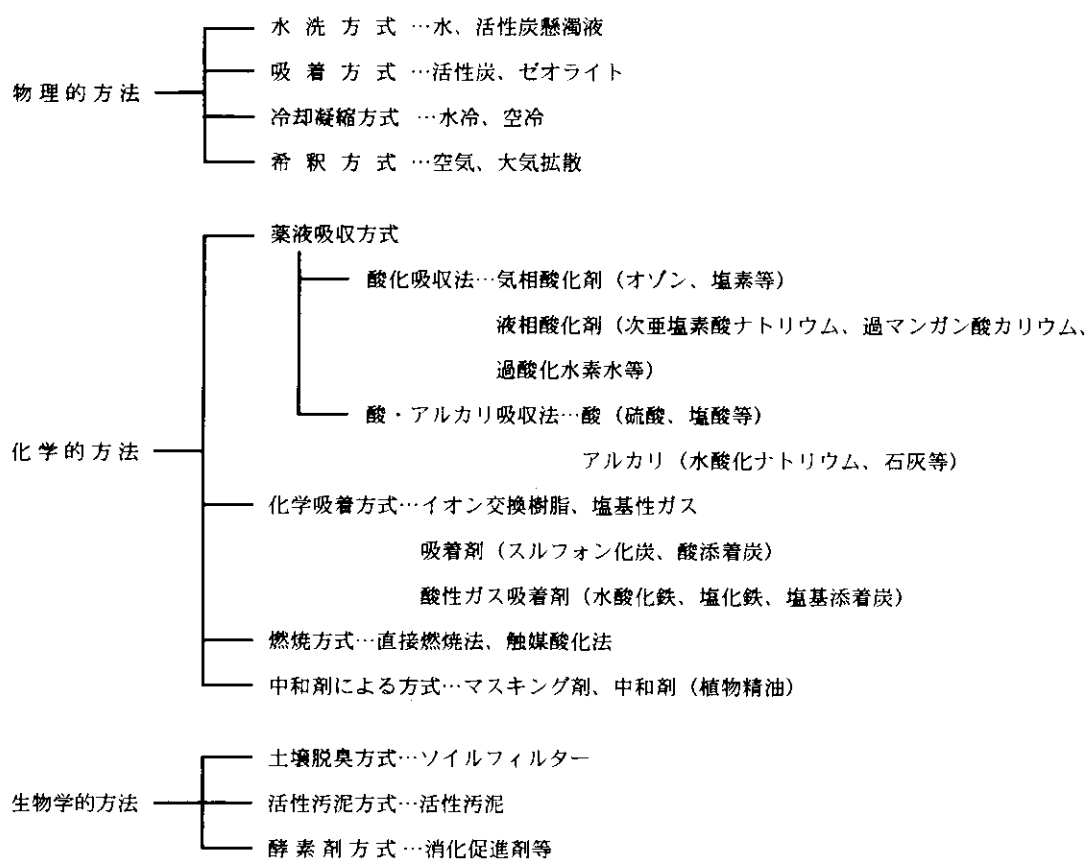 水洗方式…水、活性炭懸濁液
吸着方式…活性炭、ゼオライト
物理的方法
冷却凝縮方式…水冷、空冷
希釈方式…空気、大気拡散
薬液吸収方式
酸化吸収法…気相酸化剤（オゾン、塩素等）
液相酸化剤（次亜塩素酸ナトリウム、過マンガン酸カリウム、
過酸化水素水等）
酸・アルカリ吸収法…酸（硫酸、塩酸等）
化学的方法
アルカリ（水酸化ナトリウム、石灰等）
化学吸着方式…イオン交換樹脂、塩基性ガス
吸着剤（スルフォン化炭、酸添着炭）
酸性ガス吸着剤（水酸化鉄、塩化鉄、塩基添着炭）
燃焼方式…直接燃焼法、触媒酸化法
中和剤による方式…マスキング剤、中和剤（植物精油）
土壌脱臭方式…ソイルフィルター
生物学的方法
活性汚泥方式…活性汚泥
酵素剤方式…消化促進剤等